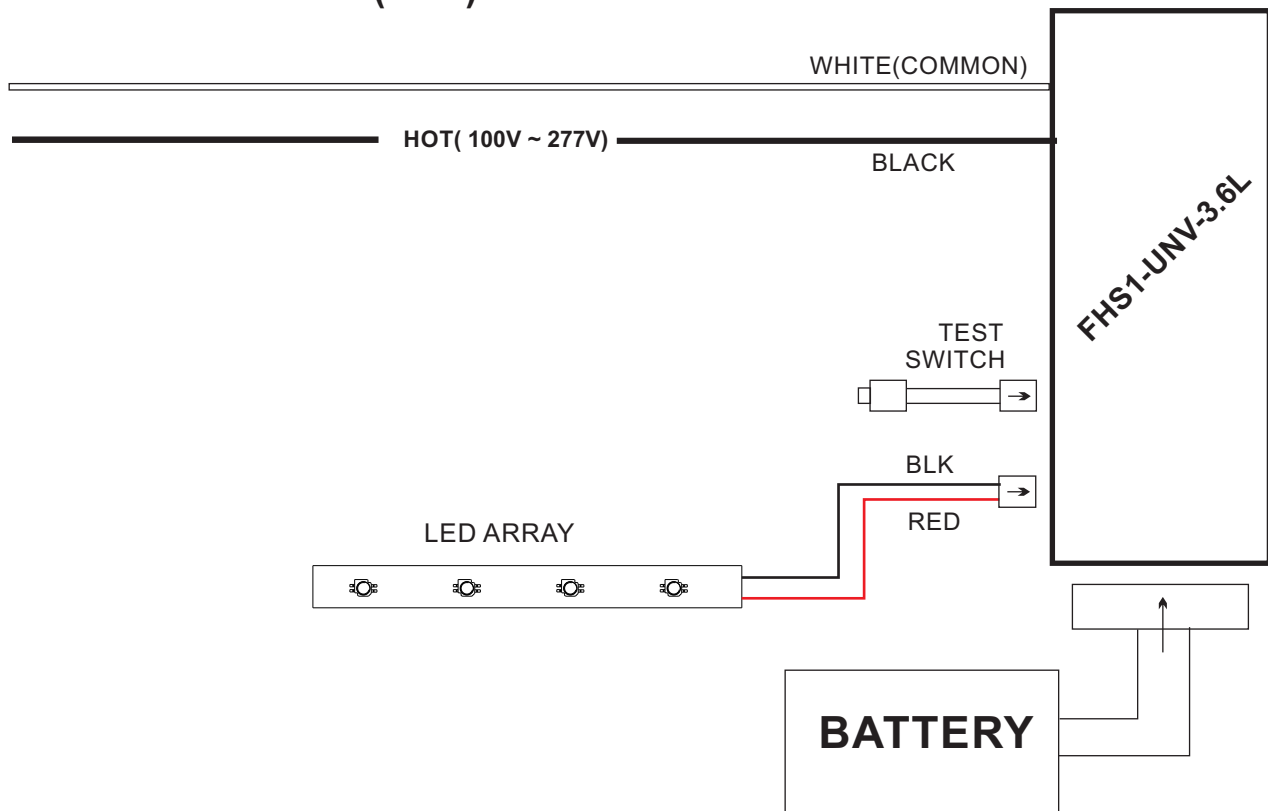 WHITE(COMMON)
HOT( 100V ~ 277V)
BLACK
FHS1-UNV-3.6L
TEST
SWITCH
BLK
RED
LED ARRAY
BATTERY